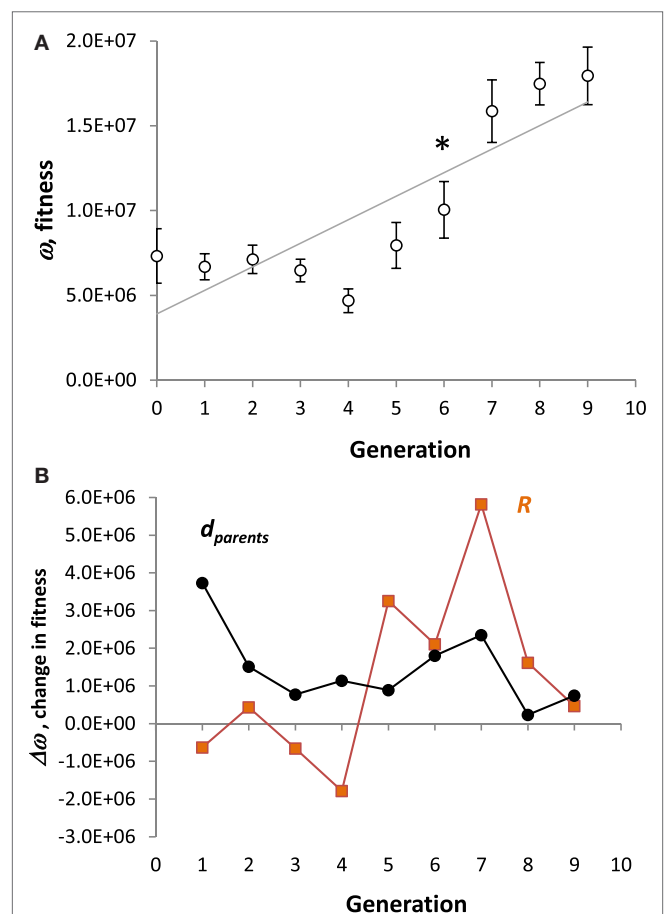 A
2.0E+07
1.5E+07
1.0E+07
5.0E+06
0.0E+00
ω, fitness
*
0 1 2 3 4 5 6 7 8 9 10
Generation
B
6.0E+06
5.0E+06
4.0E+06
3.0E+06
2.0E+06
1.0E+06
0.0E+00
-1.0E+06
-2.0E+06
-3.0E+06
Δω , change in fitness
d parents
R
0 1 2 3 4 5 6 7 8 9 10
Generation